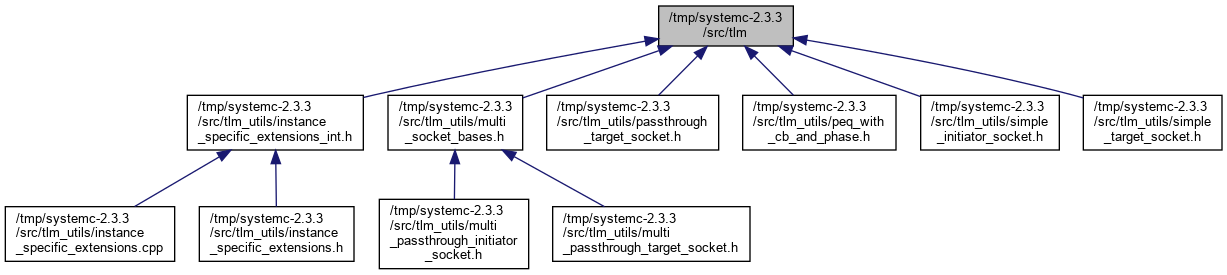 /tmp/systemc-2.3.3
/src/tlm
/tmp/systemc-2.3.3
/src/tlm_utils/instance
_specific_extensions_int.h
/tmp/systemc-2.3.3
/src/tlm_utils/multi
_socket_bases.h
/tmp/systemc-2.3.3
/src/tlm_utils/passthrough
_target_socket.h
/tmp/systemc-2.3.3
/src/tlm_utils/peq_with
_cb_and_phase.h
/tmp/systemc-2.3.3
/src/tlm_utils/simple
_initiator_socket.h
/tmp/systemc-2.3.3
/src/tlm_utils/simple
_target_socket.h
/tmp/systemc-2.3.3
/src/tlm_utils/instance
_specific_extensions.cpp
/tmp/systemc-2.3.3
/src/tlm_utils/instance
_specific_extensions.h
/tmp/systemc-2.3.3
/src/tlm_utils/multi
_passthrough_initiator
_socket.h
/tmp/systemc-2.3.3
/src/tlm_utils/multi
_passthrough_target_socket.h